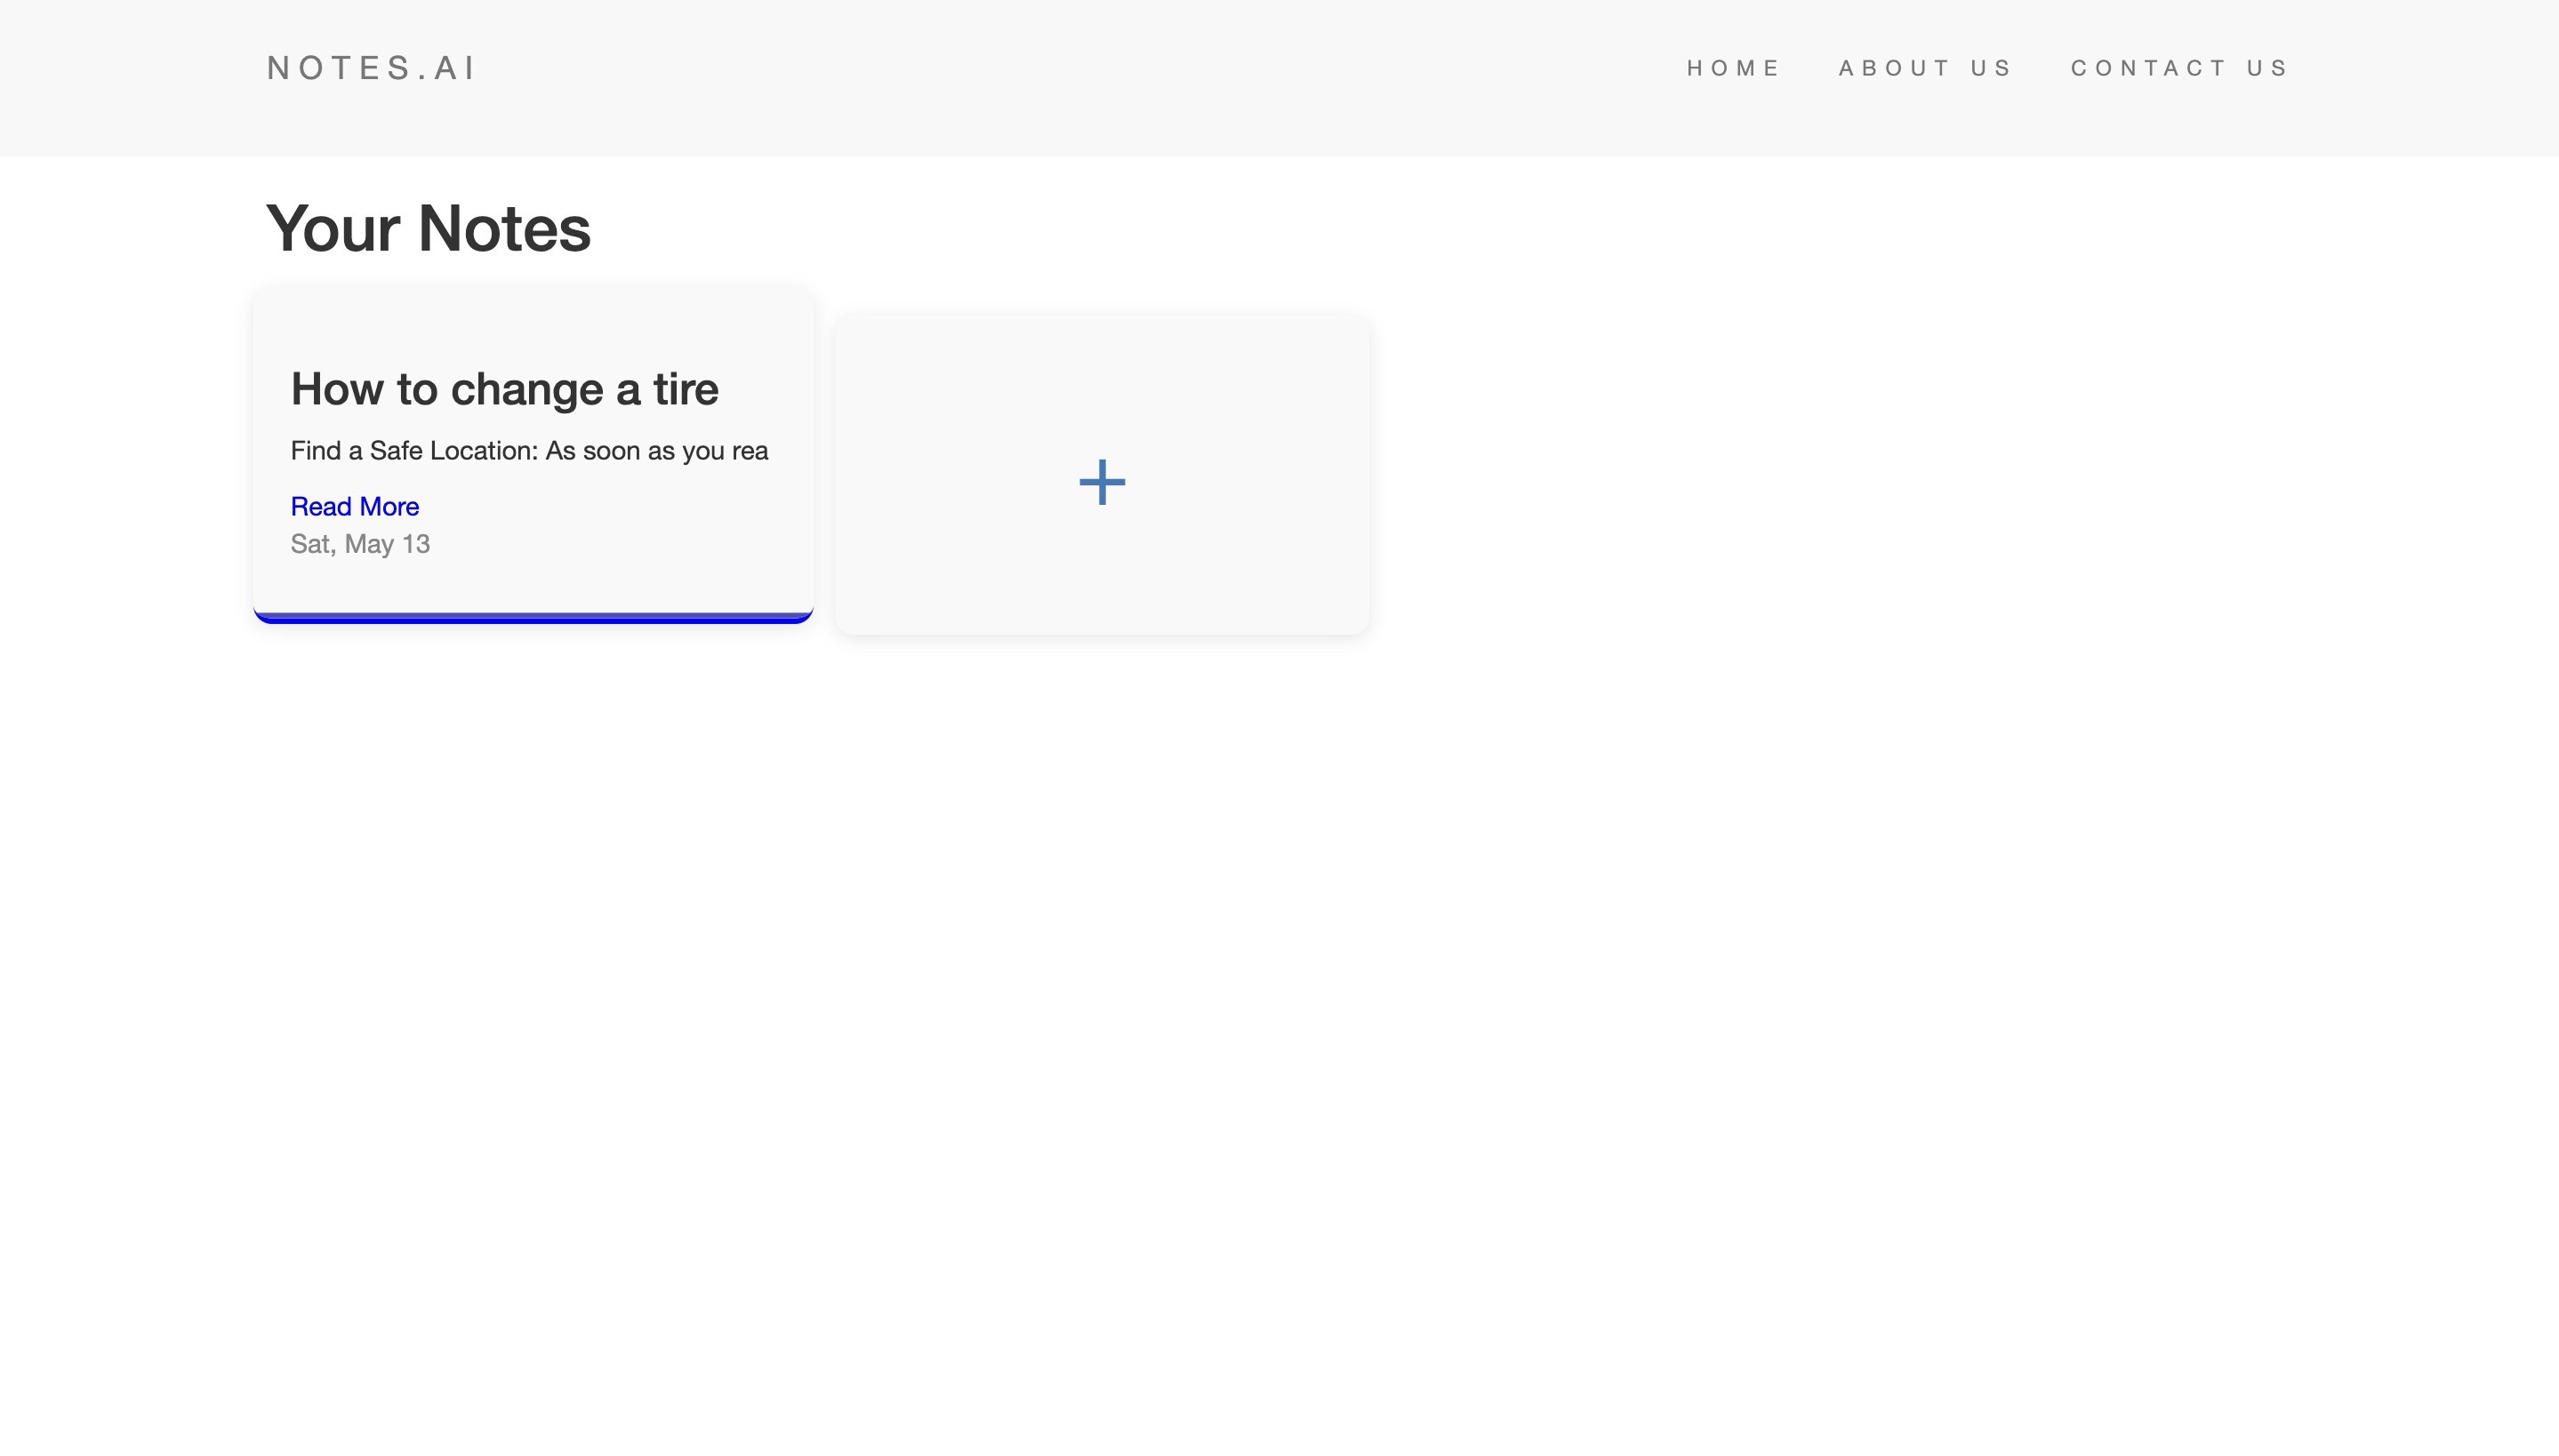 NOTES.AI
HOME ABOUT US CONTACT US
Your Notes
How to change a tire
Find a Safe Location: As soon as you rea
Read More
Sat, May 13
+